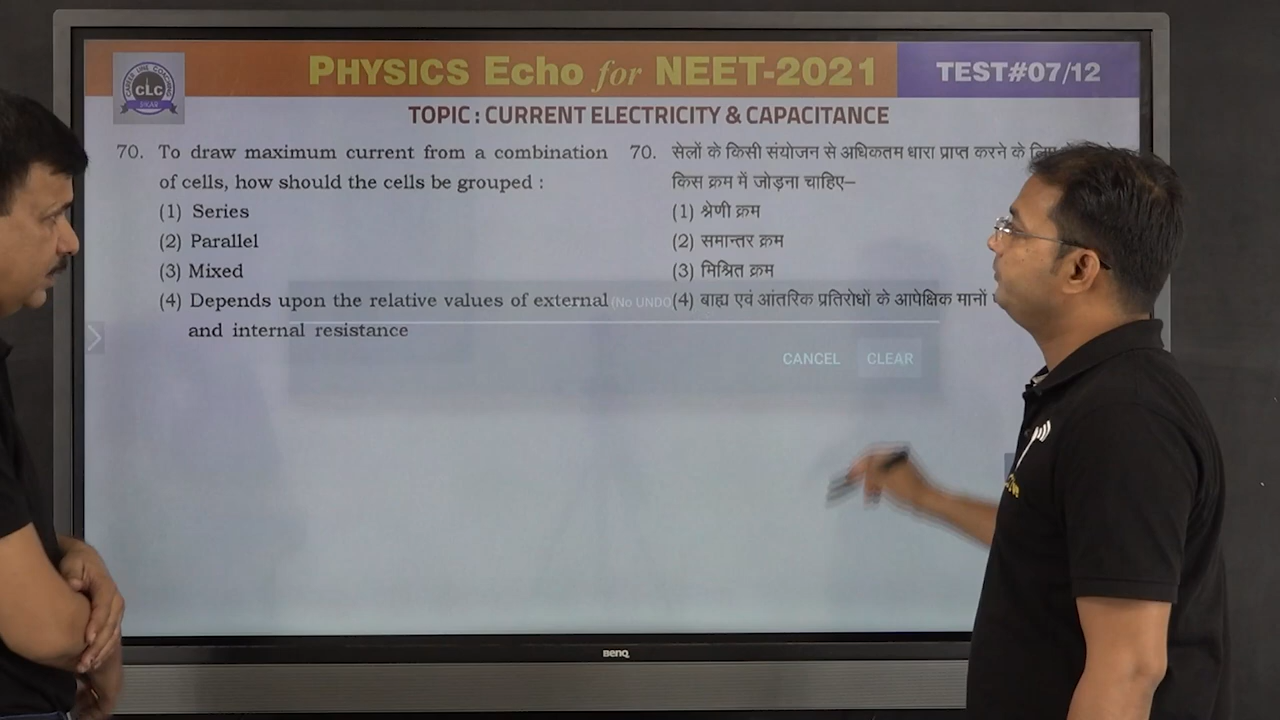 PHYSICS Echo for NEET-2021
TEST#07/12
CLC
SIKAR
TOPIC : CURRENT ELECTRICITY & CAPACITANCE
70. To draw maximum current from a combination
of cells, how should the cells be grouped :
(1) Series
(2) Parallel
(3) Mixed
(4) Depends upon the relative values of external
and internal resistance
70. सेलों के किसी संयोजन से अधिकतम धारा प्राप्त करने के लिए
किस क्रम में जोड़ना चाहिए–
(1) श्रेणी क्रम
(2) समान्तर क्रम
(3) मिश्रित क्रम
(4) बाह्य एवं आंतरिक प्रतिरोधों के आपेक्षिक मानों
(No UNDO
CANCEL CLEAR
BenQ